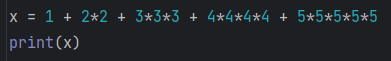 x = 1 + 2*2 + 3*3*3 + 4*4*4*4 + 5*5*5*5*5
print(x)